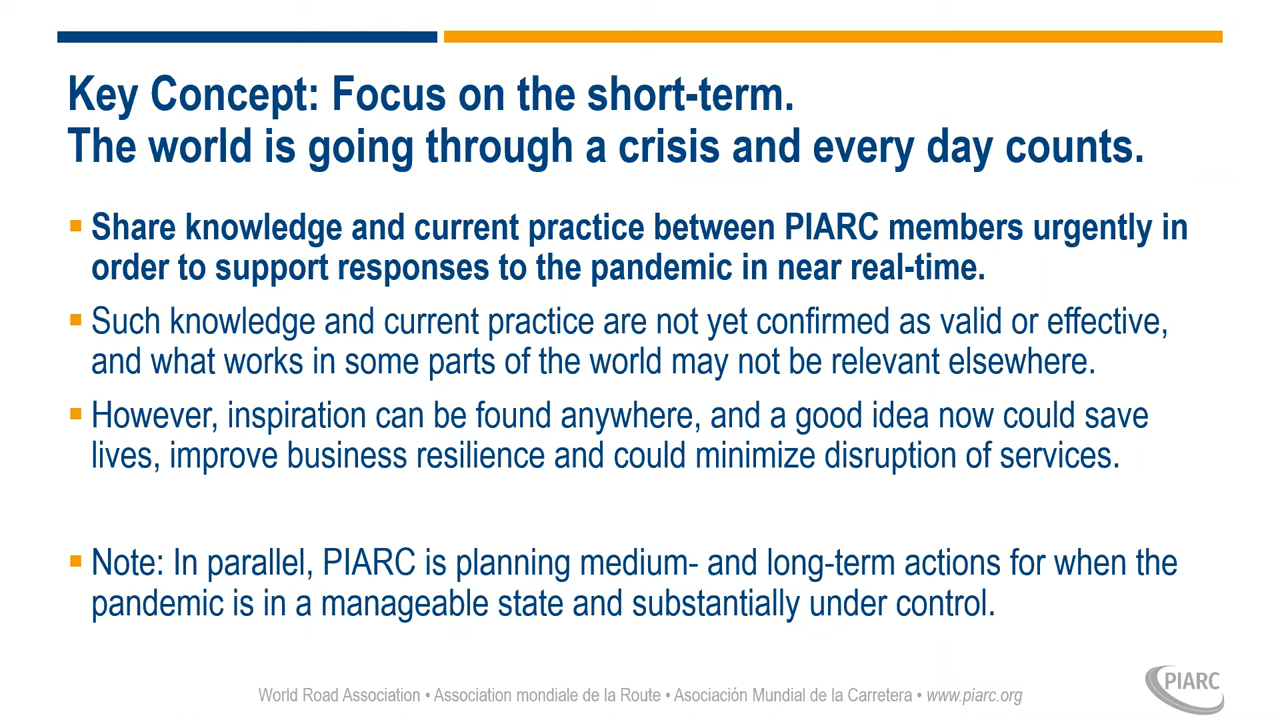 Key Concept: Focus on the short-term.
The world is going through a crisis and every day counts.
Share knowledge and current practice between PIARC members urgently in
order to support responses to the pandemic in near real-time.
Such knowledge and current practice are not yet confirmed as valid or effective,
and what works in some parts of the world may not be relevant elsewhere.
However, inspiration can be found anywhere, and a good idea now could save
lives, improve business resilience and could minimize disruption of services.
Note: In parallel, PIARC is planning medium- and long-term actions for when the
pandemic is in a manageable state and substantially under control.
World Road Association • Association mondiale de la Route • Asociación Mundial de la Carretera • www.piarc.org
PIARC